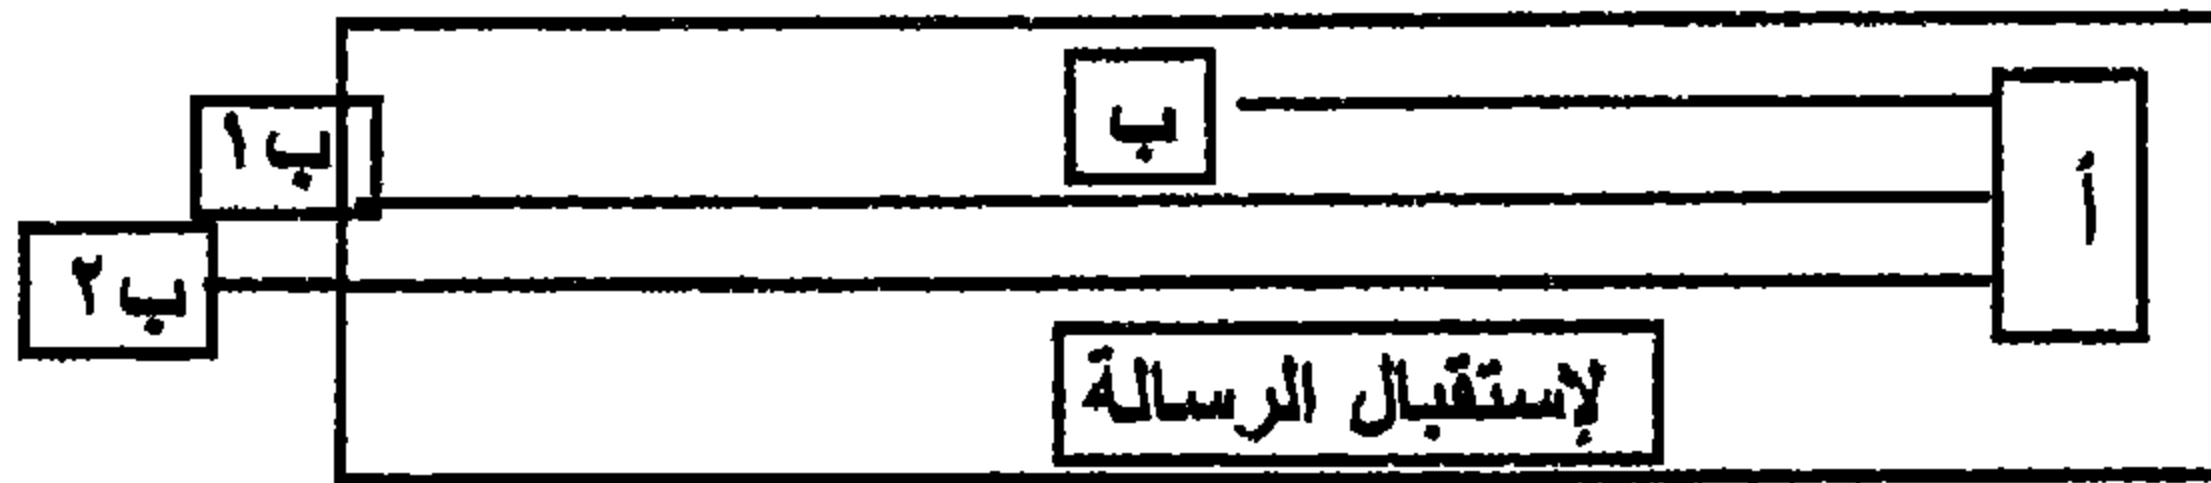 ب
أ
ب١
ب٢
لإستقبال الرسالة